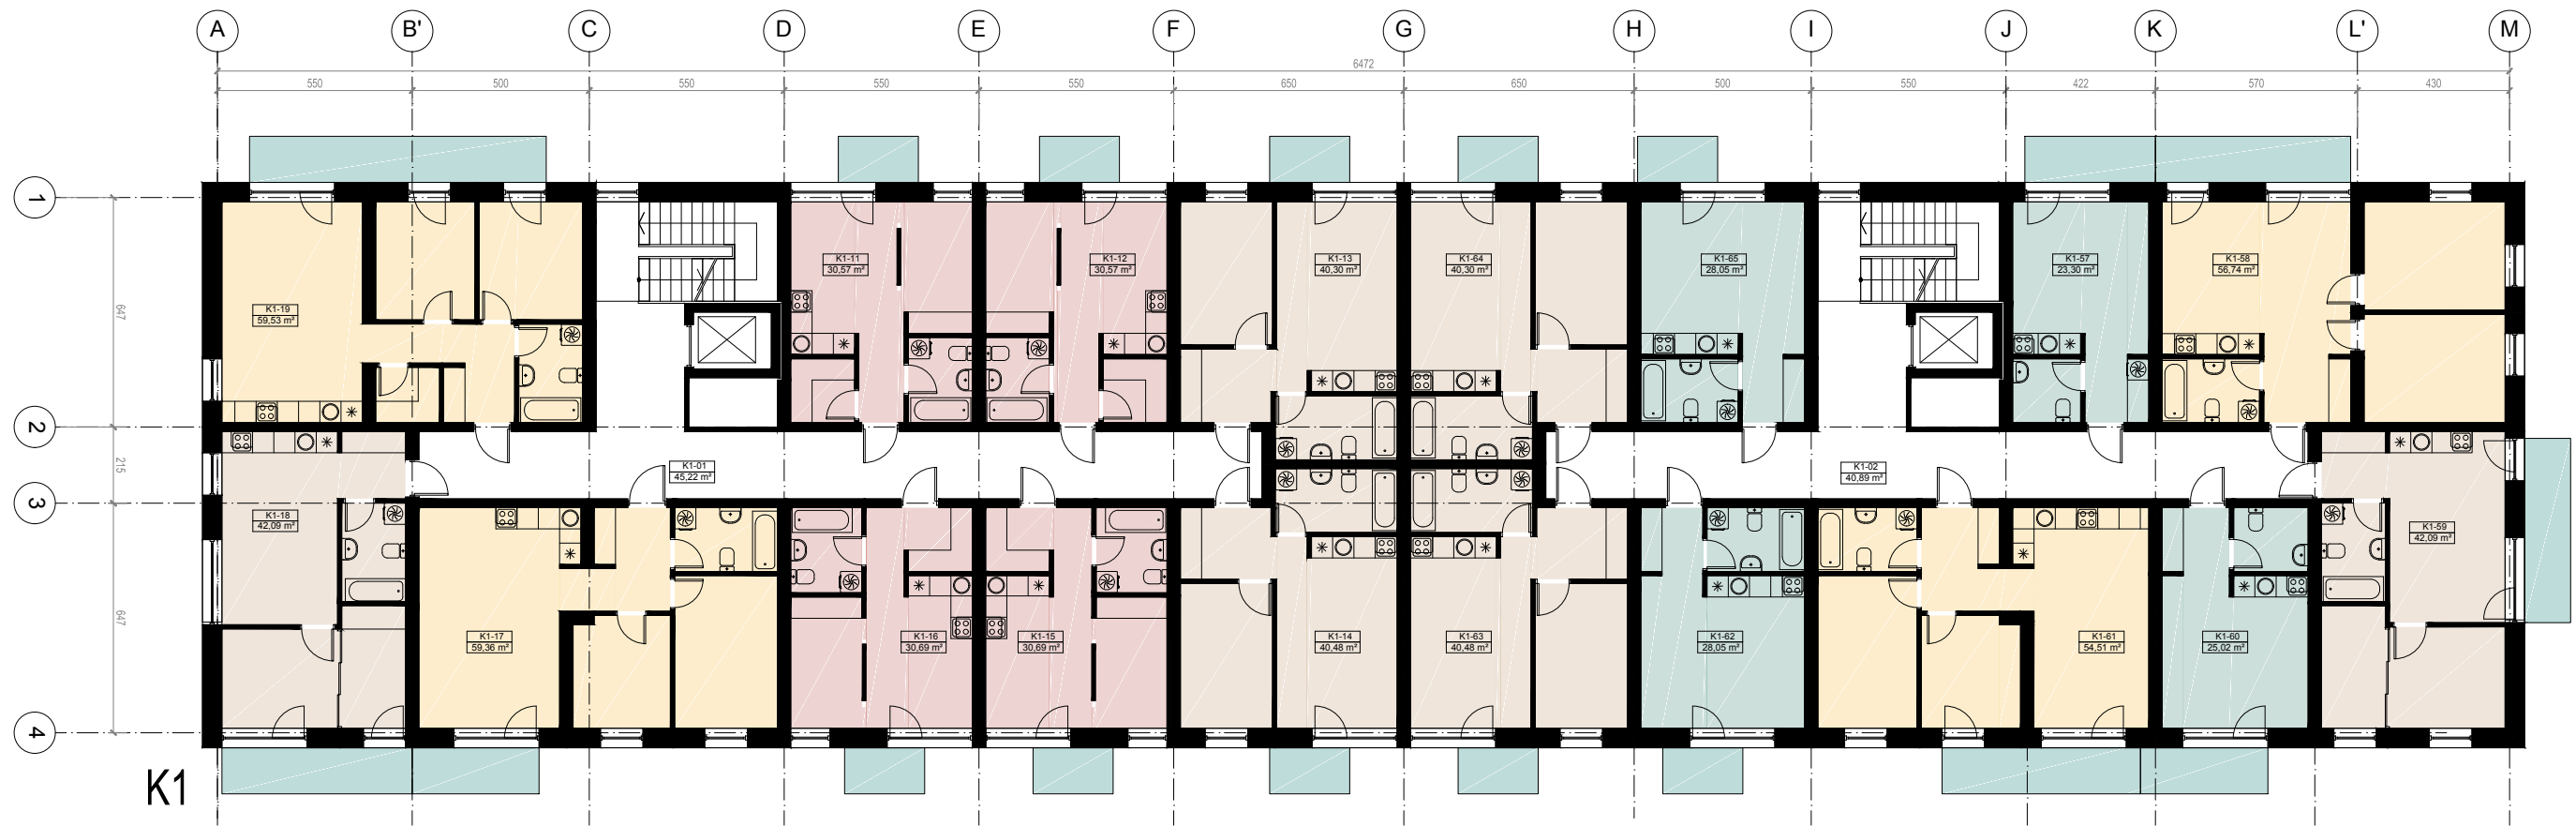 A B' C D E F G H I J K L' M
6472
550 500 550 550 550 650 650 500 550 422 570 430
1
K1-11
30,57 m²
K1-12
30,57 m²
K1-13
40,30 m²
K1-64
40,30 m²
K1-65
28,05 m²
K1-57
23,30 m²
K1-58
56,74 m²
647
K1-19
59,53 m²
2
215
K1-01
45,22 m²
K1-02
40,89 m²
3
K1-18
42,09 m²
K1-59
42,09 m²
647
K1-17
59,36 m²
K1-16
30,69 m²
K1-15
30,69 m²
K1-14
40,48 m²
K1-63
40,48 m²
K1-62
28,05 m²
K1-61
54,51 m²
K1-60
25,02 m²
4
K1